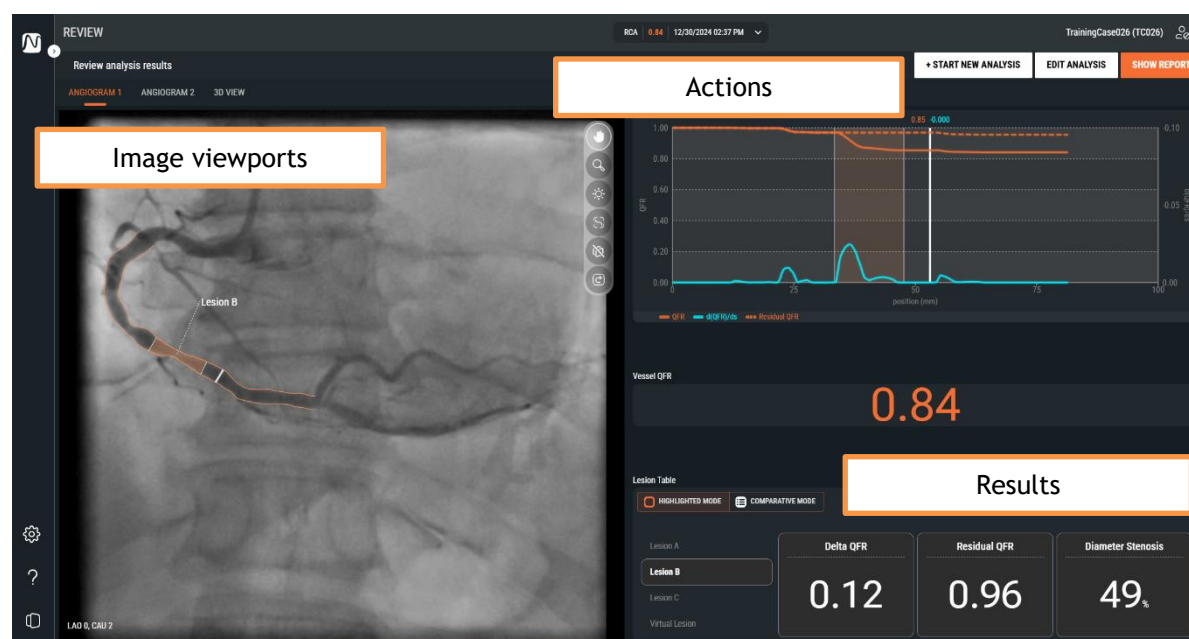 REVIEW
RCA 0.84 12/30/2024 02:37 PM
TrainingCase026 (TC026)
Review analysis results
Actions
+ START NEW ANALYSIS
EDIT ANALYSIS
SHOW REPORT
ANGIOGRAM 1
ANGIOGRAM 2
3D VIEW
Image viewports
Lesion B
LAO 0, CAU 2
0.85 -0.000
1.00
0.80
0.60
0.40
0.20
0.00
QFR
-0.10
-0.05
0.00
d(QFR)/ds
0
25
50
75
100
position (mm)
QFR d(QFR)/ds Residual QFR
Vessel QFR
0.84
Results
Lesion Table
HIGHLIGHTED MODE
COMPARATIVE MODE
Lesion A
Lesion B
Lesion C
Virtual Lesion
Delta QFR
0.12
Residual QFR
0.96
Diameter Stenosis
49%